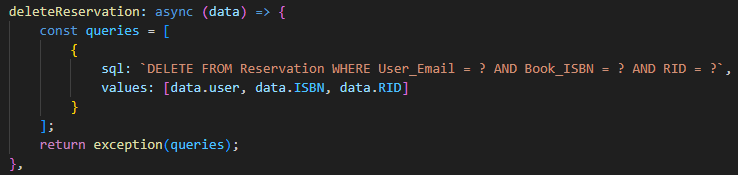 deleteReservation: async (data) => {
    const queries = [
        {
            sql: `DELETE FROM Reservation WHERE User_Email = ? AND Book_ISBN = ? AND RID = ?`,
            values: [data.user, data.ISBN, data.RID]
        }
    ];
    return exception(queries);
},